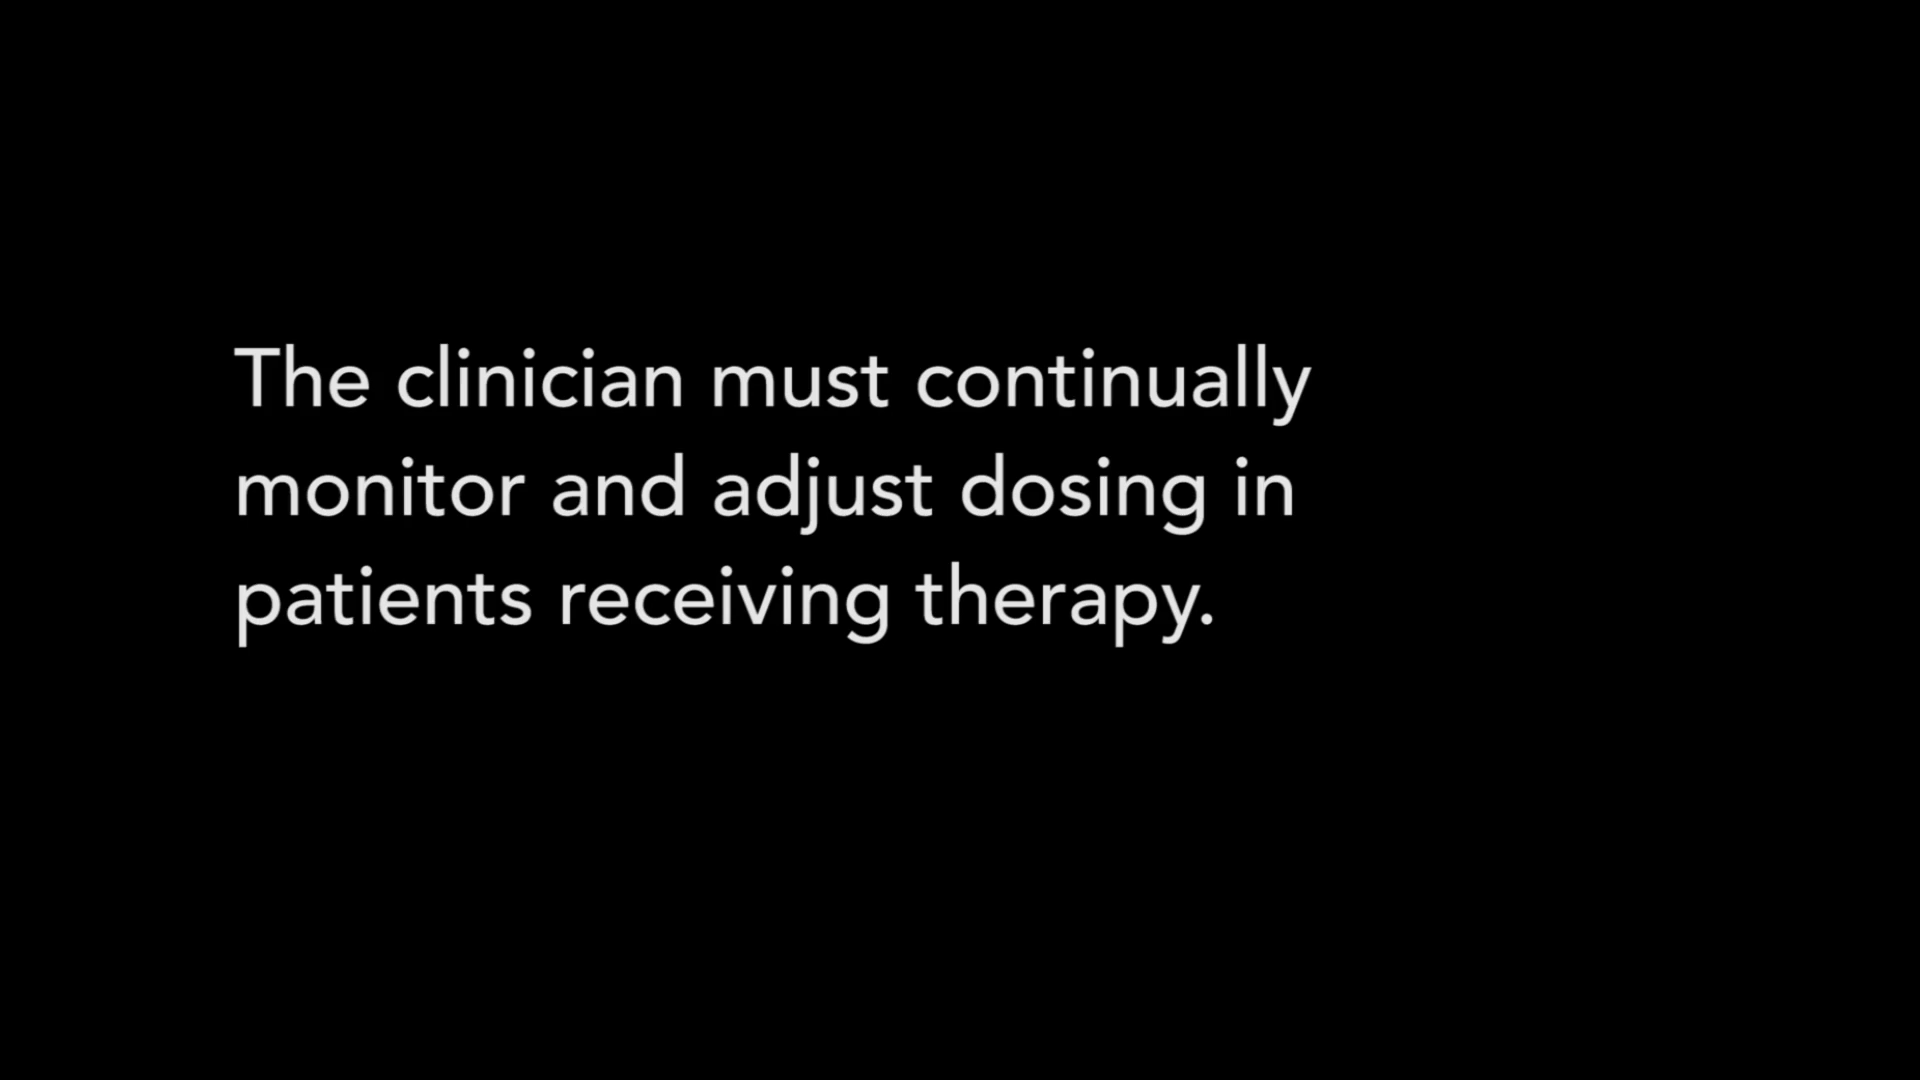 The clinician must continually
monitor and adjust dosing in
patients receiving therapy.